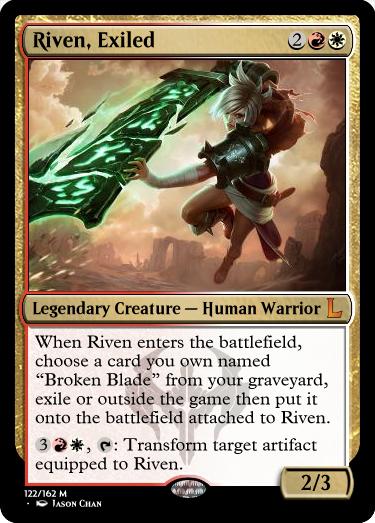 Riven, Exiled 2
Legendary Creature — Human Warrior L
When Riven enters the battlefield,
choose a card you own named
“Broken Blade” from your graveyard,
exile or outside the game then put it
onto the battlefield attached to Riven.
3 , : Transform target artifact
equipped to Riven.
2/3
122/162 M
· Jason Chan